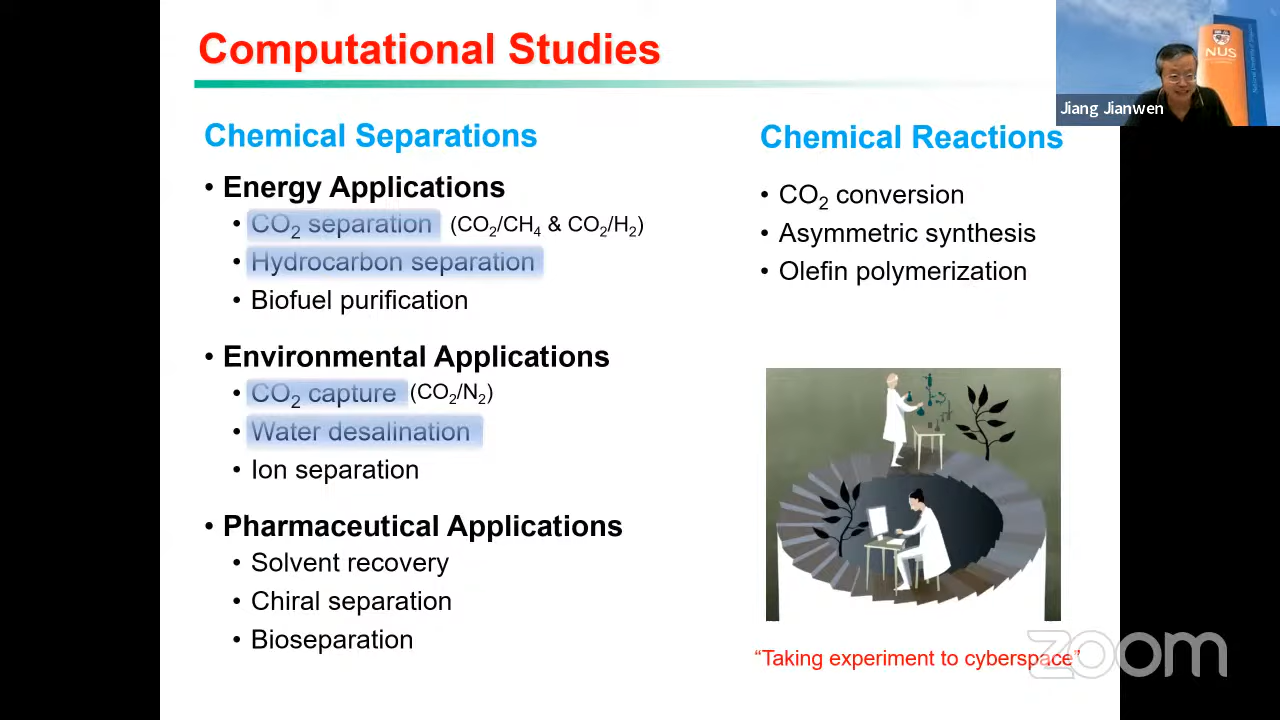 Computational Studies
Chemical Separations
• Energy Applications
• CO₂ separation (CO₂/CH₄ & CO₂/H₂)
• Hydrocarbon separation
• Biofuel purification
• Environmental Applications
• CO₂ capture (CO₂/N₂)
• Water desalination
• Ion separation
• Pharmaceutical Applications
• Solvent recovery
• Chiral separation
• Bioseparation
Chemical Reactions
• CO₂ conversion
• Asymmetric synthesis
• Olefin polymerization
“Taking experiment to cyberspace”
NUS
Jiang Jianwen
zoom